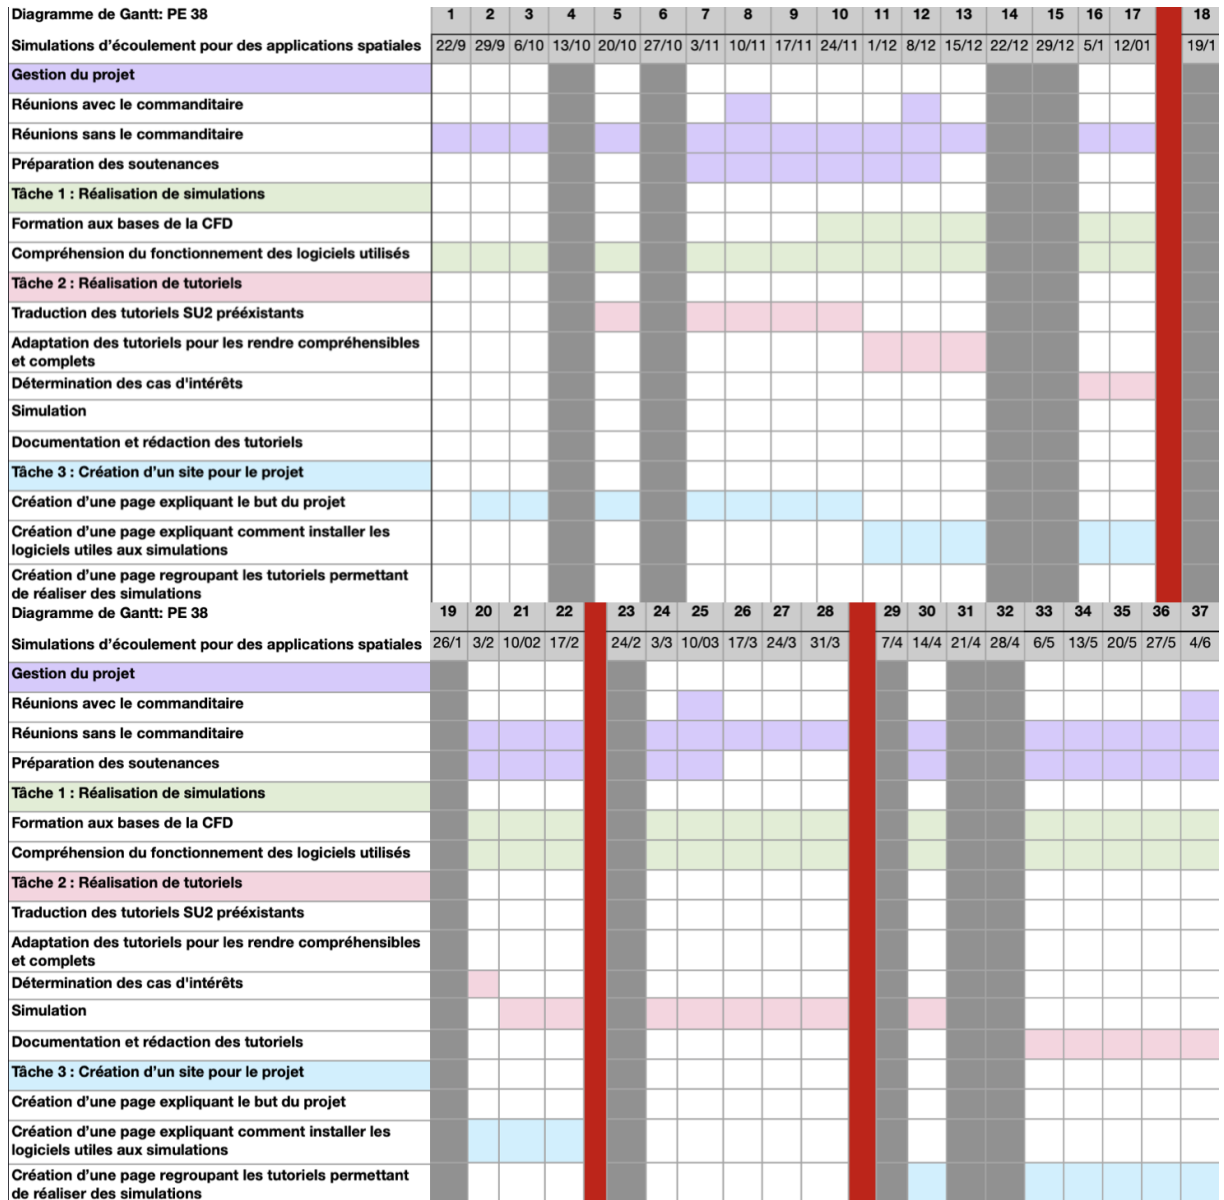 Diagramme de Gantt: PE 38 1 2 3 4 5 6 7 8 9 10 11 12 13 14 15 16 17 18
Simulations d'écoulement pour des applications spatiales 22/9 29/9 6/10 13/10 20/10 27/10 3/11 10/11 17/11 24/11 1/12 8/12 15/12 22/12 29/12 5/1 12/01 19/1
Gestion du projet
Réunions avec le commanditaire
Réunions sans le commanditaire
Préparation des soutenances
Tâche 1 : Réalisation de simulations
Formation aux bases de la CFD
Compréhension du fonctionnement des logiciels utilisés
Tâche 2 : Réalisation de tutoriels
Traduction des tutoriels SU2 prééxistants
Adaptation des tutoriels pour les rendre compréhensibles
et complets
Détermination des cas d'intérêts
Simulation
Documentation et rédaction des tutoriels
Tâche 3 : Création d'un site pour le projet
Création d'une page expliquant le but du projet
Création d'une page expliquant comment installer les
logiciels utiles aux simulations
Création d'une page regroupant les tutoriels permettant
de réaliser des simulations
Diagramme de Gantt: PE 38 19 20 21 22 23 24 25 26 27 28 29 30 31 32 33 34 35 36 37
Simulations d'écoulement pour des applications spatiales 26/1 3/2 10/02 17/2 24/2 3/3 10/03 17/3 24/3 31/3 7/4 14/4 21/4 28/4 6/5 13/5 20/5 27/5 4/6
Gestion du projet
Réunions avec le commanditaire
Réunions sans le commanditaire
Préparation des soutenances
Tâche 1 : Réalisation de simulations
Formation aux bases de la CFD
Compréhension du fonctionnement des logiciels utilisés
Tâche 2 : Réalisation de tutoriels
Traduction des tutoriels SU2 prééxistants
Adaptation des tutoriels pour les rendre compréhensibles
et complets
Détermination des cas d'intérêts
Simulation
Documentation et rédaction des tutoriels
Tâche 3 : Création d'un site pour le projet
Création d'une page expliquant le but du projet
Création d'une page expliquant comment installer les
logiciels utiles aux simulations
Création d'une page regroupant les tutoriels permettant
de réaliser des simulations